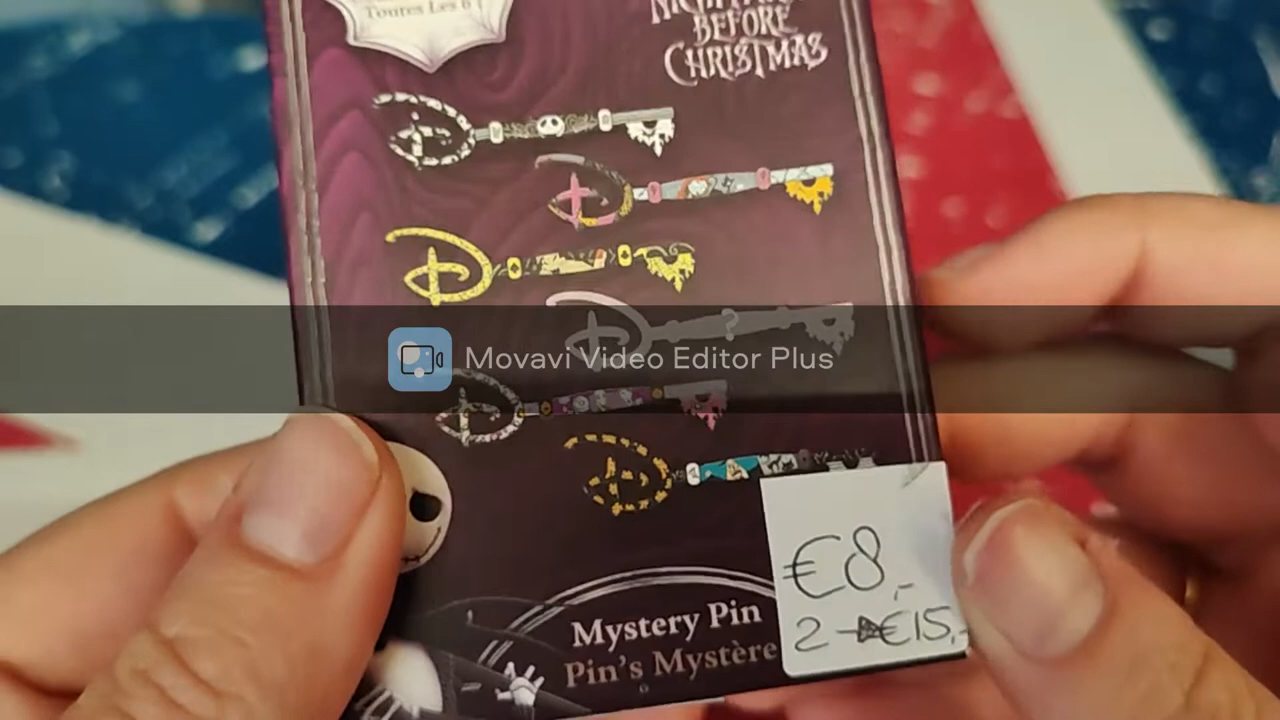 Toutes Les 6 !
BEFORE
CHRISTMAS
?
Movavi Video Editor Plus
Mystery Pin
Pin's Mystère
€8,-
2 → €15,-